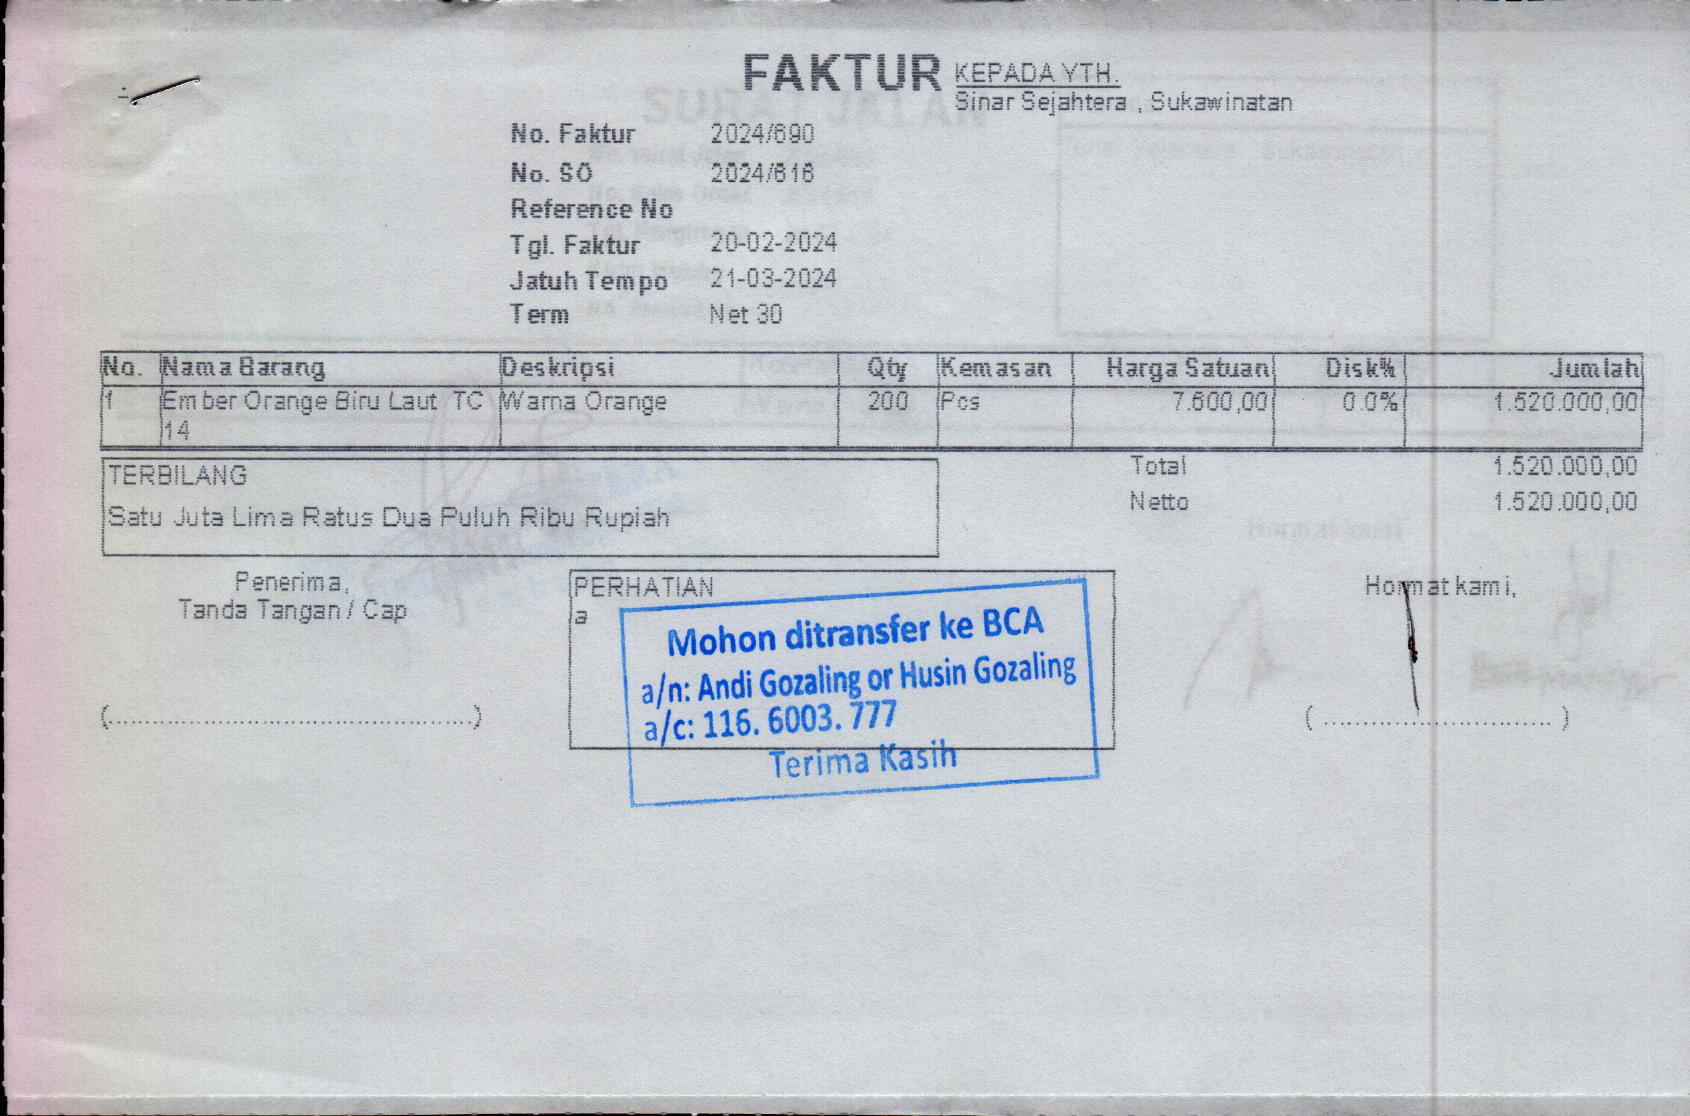 FAKTUR
KEPADA YTH.
Sinar Sejahtera , Sukawinatan
No. Faktur 2024/690
No. SO 2024/616
Reference No
Tgl. Faktur 20-02-2024
Jatuh Tempo 21-03-2024
Term Net 30
No. Nama Barang Deskripsi Qty Kemasan Harga Satuan Disk% Jumlah
1 Ember Orange Biru Laut TC Warna Orange 200 Pcs 7.600,00 0.0% 1.520.000,00
14
TERBILANG
Satu Juta Lima Ratus Dua Puluh Ribu Rupiah
Total 1.520.000,00
Netto 1.520.000,00
Penerima,
Tanda Tangan / Cap
(........................................................)
PERHATIAN
a
Mohon ditransfer ke BCA
a/n: Andi Gozaling or Husin Gozaling
a/c: 116. 6003. 777
Terima Kasih
Hormat kami,
( ................................... )
SURAT JALAN
Hormat kami